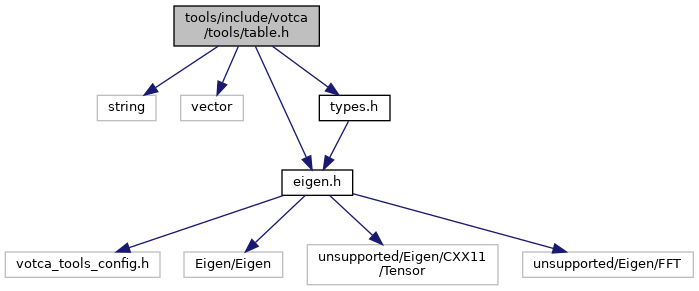 tools/include/votca
/tools/table.h
string
vector
types.h
eigen.h
votca_tools_config.h
Eigen/Eigen
unsupported/Eigen/CXX11
/Tensor
unsupported/Eigen/FFT